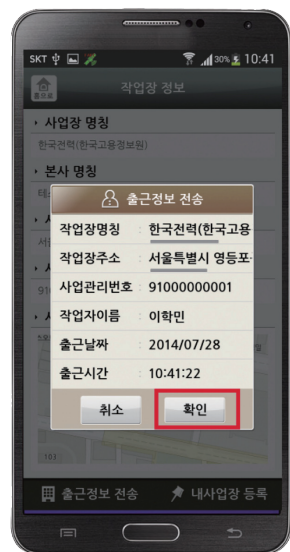 SKT 30% 10:41
홈으로 작업장 정보
사업장 명칭
한국전력(한국고용정보원)
본사 명칭
출근정보 전송
작업장명칭 : 한국전력(한국고용
작업장주소 : 서울특별시 영등포
사업관리번호 : 91000000001
작업자이름 : 이학민
출근날짜 : 2014/07/28
출근시간 : 10:41:22
취소 확인
출근정보 전송 내사업장 등록